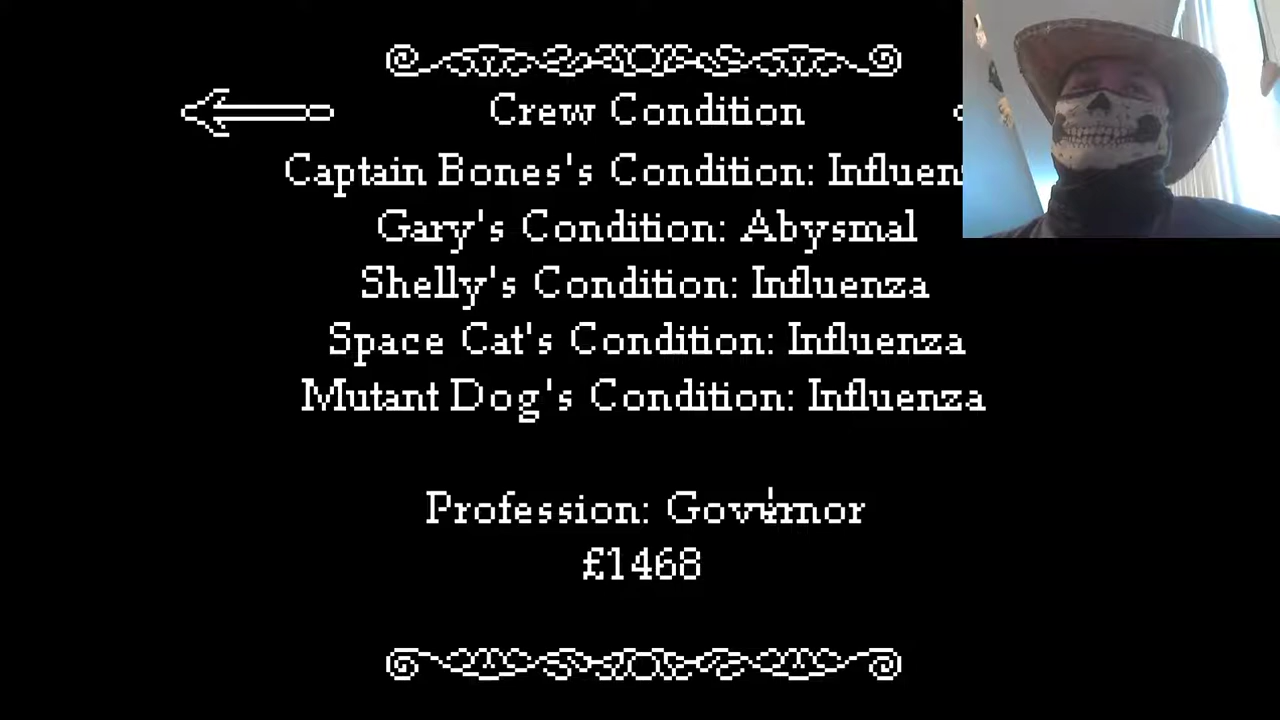 Crew Condition
Captain Bones's Condition: Influen
Gary's Condition: Abysmal
Shelly's Condition: Influenza
Space Cat's Condition: Influenza
Mutant Dog's Condition: Influenza
Profession: Governor
£1468